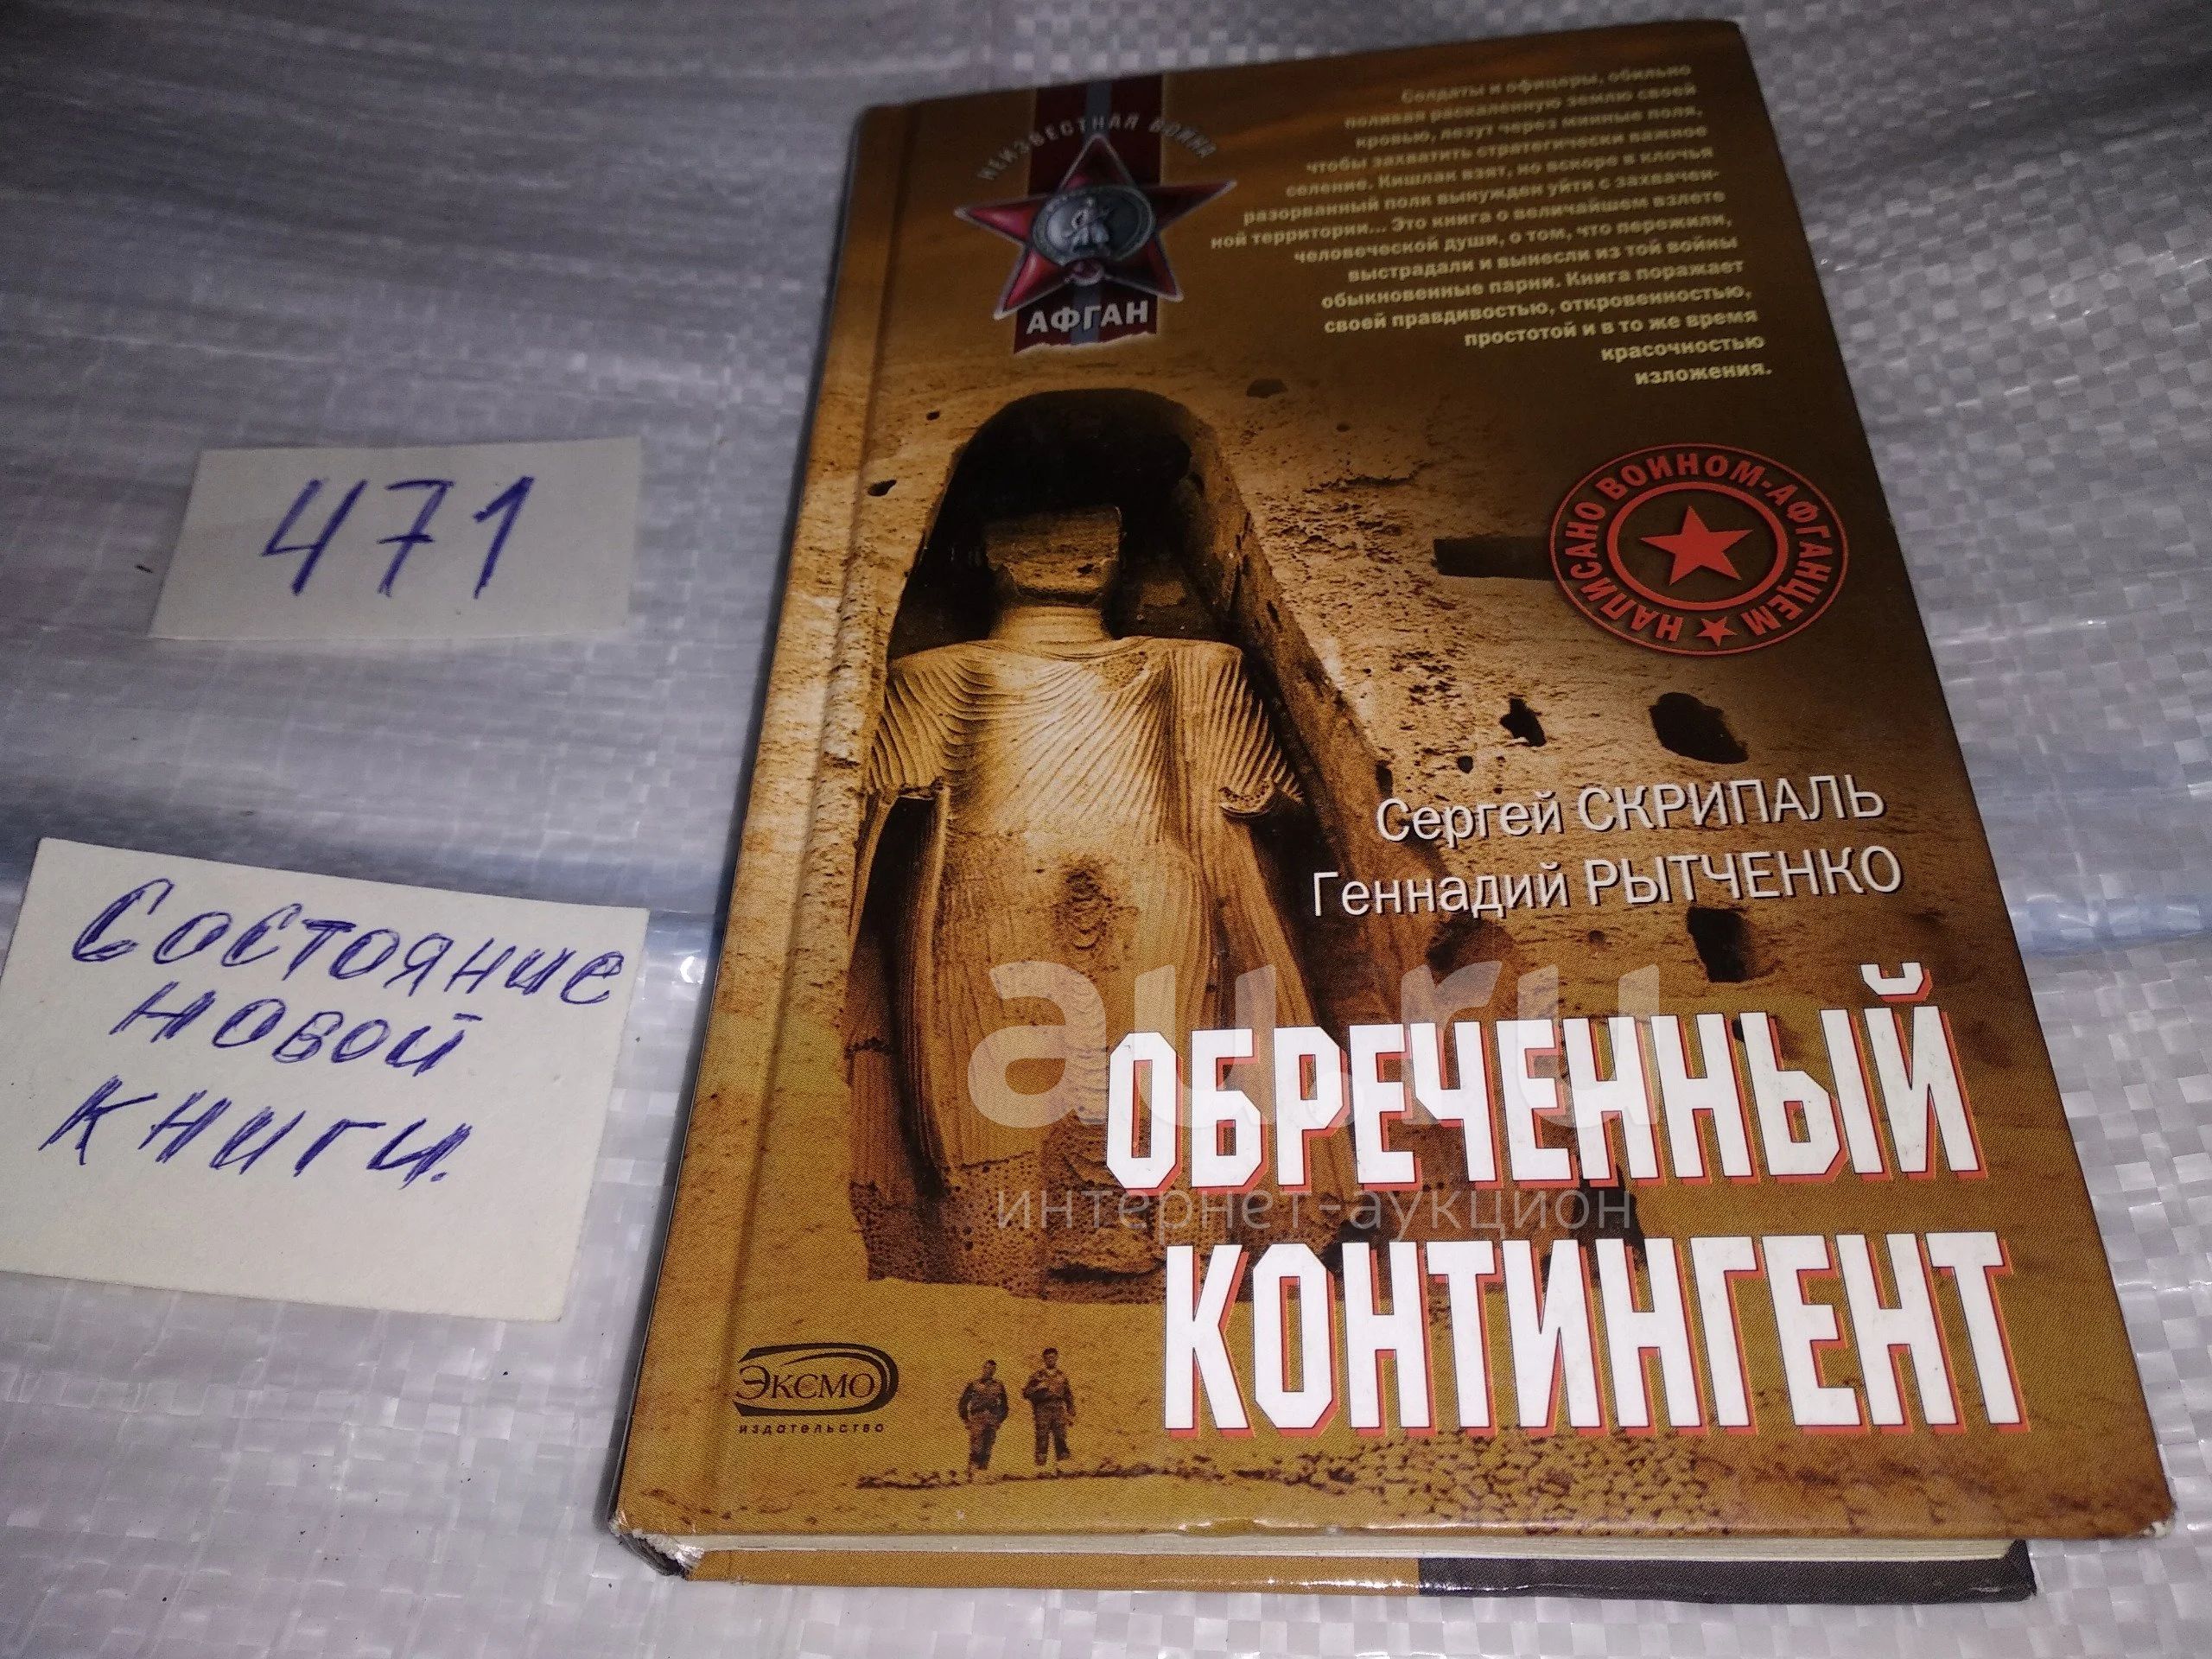 Солдаты и офицеры, обильно
поливая раскаленную землю своей
кровью, лезут через минные поля,
чтобы захватить стратегически важное
селение. Кишлак взят, но вскоре в клочья
разорванный полк вынужден уйти с захвачен-
ной территории... Это книга о величайшем взлете
человеческой души, о том, что пережили,
выстрадали и вынесли из той войны
обыкновенные парни. Книга поражает
своей правдивостью, откровенностью,
простотой и в то же время
красочностью
изложения.
НЕИЗВЕСТНАЯ ВОЙНА
АФГАН
НАПИСАНО ВОИНОМ-АФГАНЦЕМ
471
Сергей СКРИПАЛЬ
Геннадий РЫТЧЕНКО
Состояние
новой
книги.
au.ru
ОБРЕЧЕННЫЙ
интернет-аукцион
КОНТИНГЕНТ
ЭКСМО
издательство